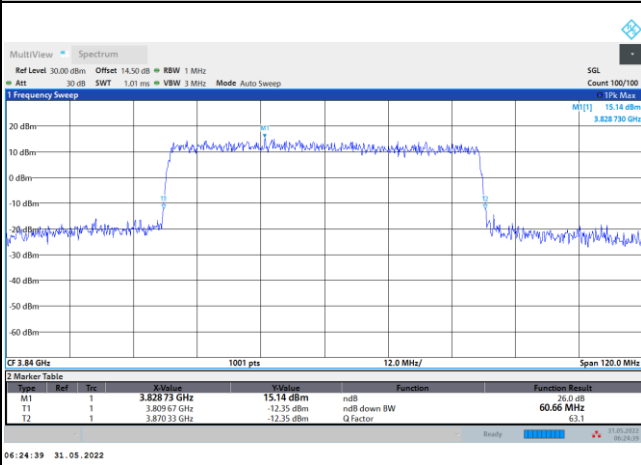 MultiView Spectrum
Ref Level 30.00 dBm Offset 14.50 dB RBW 1 MHz SGL
Att 30 dB SWT 1.01 ms VBW 3 MHz Mode Auto Sweep Count 100/100
1 Frequency Sweep 1Pk Max
M1[1] 15.14 dBm
3.828 730 GHz
20 dBm
M1
10 dBm
0 dBm
-10 dBm
T1
T2
-20 dBm
-30 dBm
-40 dBm
-50 dBm
-60 dBm
CF 3.84 GHz 1001 pts 12.0 MHz/ Span 120.0 MHz
2 Marker Table
Type Ref Trc X-Value Y-Value Function Function Result
M1 1 3.828 73 GHz 15.14 dBm ndB 26.0 dB
T1 1 3.809 67 GHz -12.35 dBm ndB down BW 60.66 MHz
T2 1 3.870 33 GHz -12.35 dBm Q Factor 63.1
Ready 31.05.2022
06:24:39
06:24:39 31.05.2022